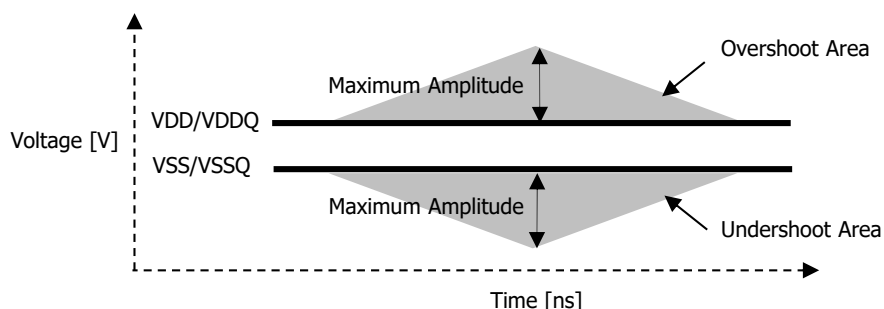 Overshoot Area
Maximum Amplitude
VDD/VDDQ
Voltage [V]
VSS/VSSQ
Maximum Amplitude
Undershoot Area
Time [ns]